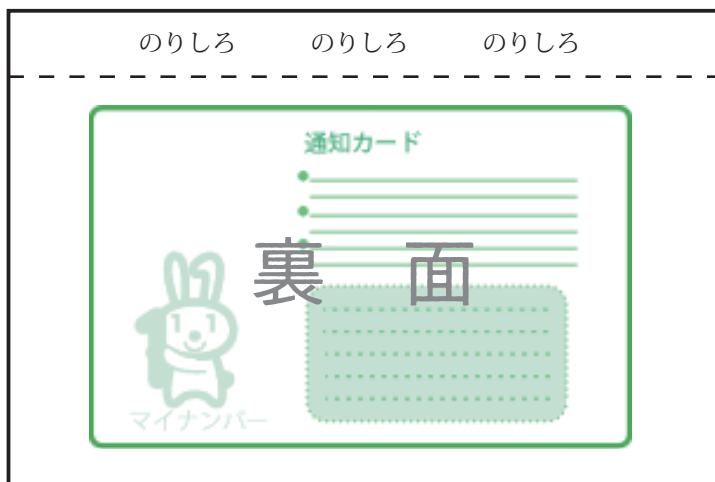 のりしろ のりしろ のりしろ
通知カード
裏 面
マイナンバー